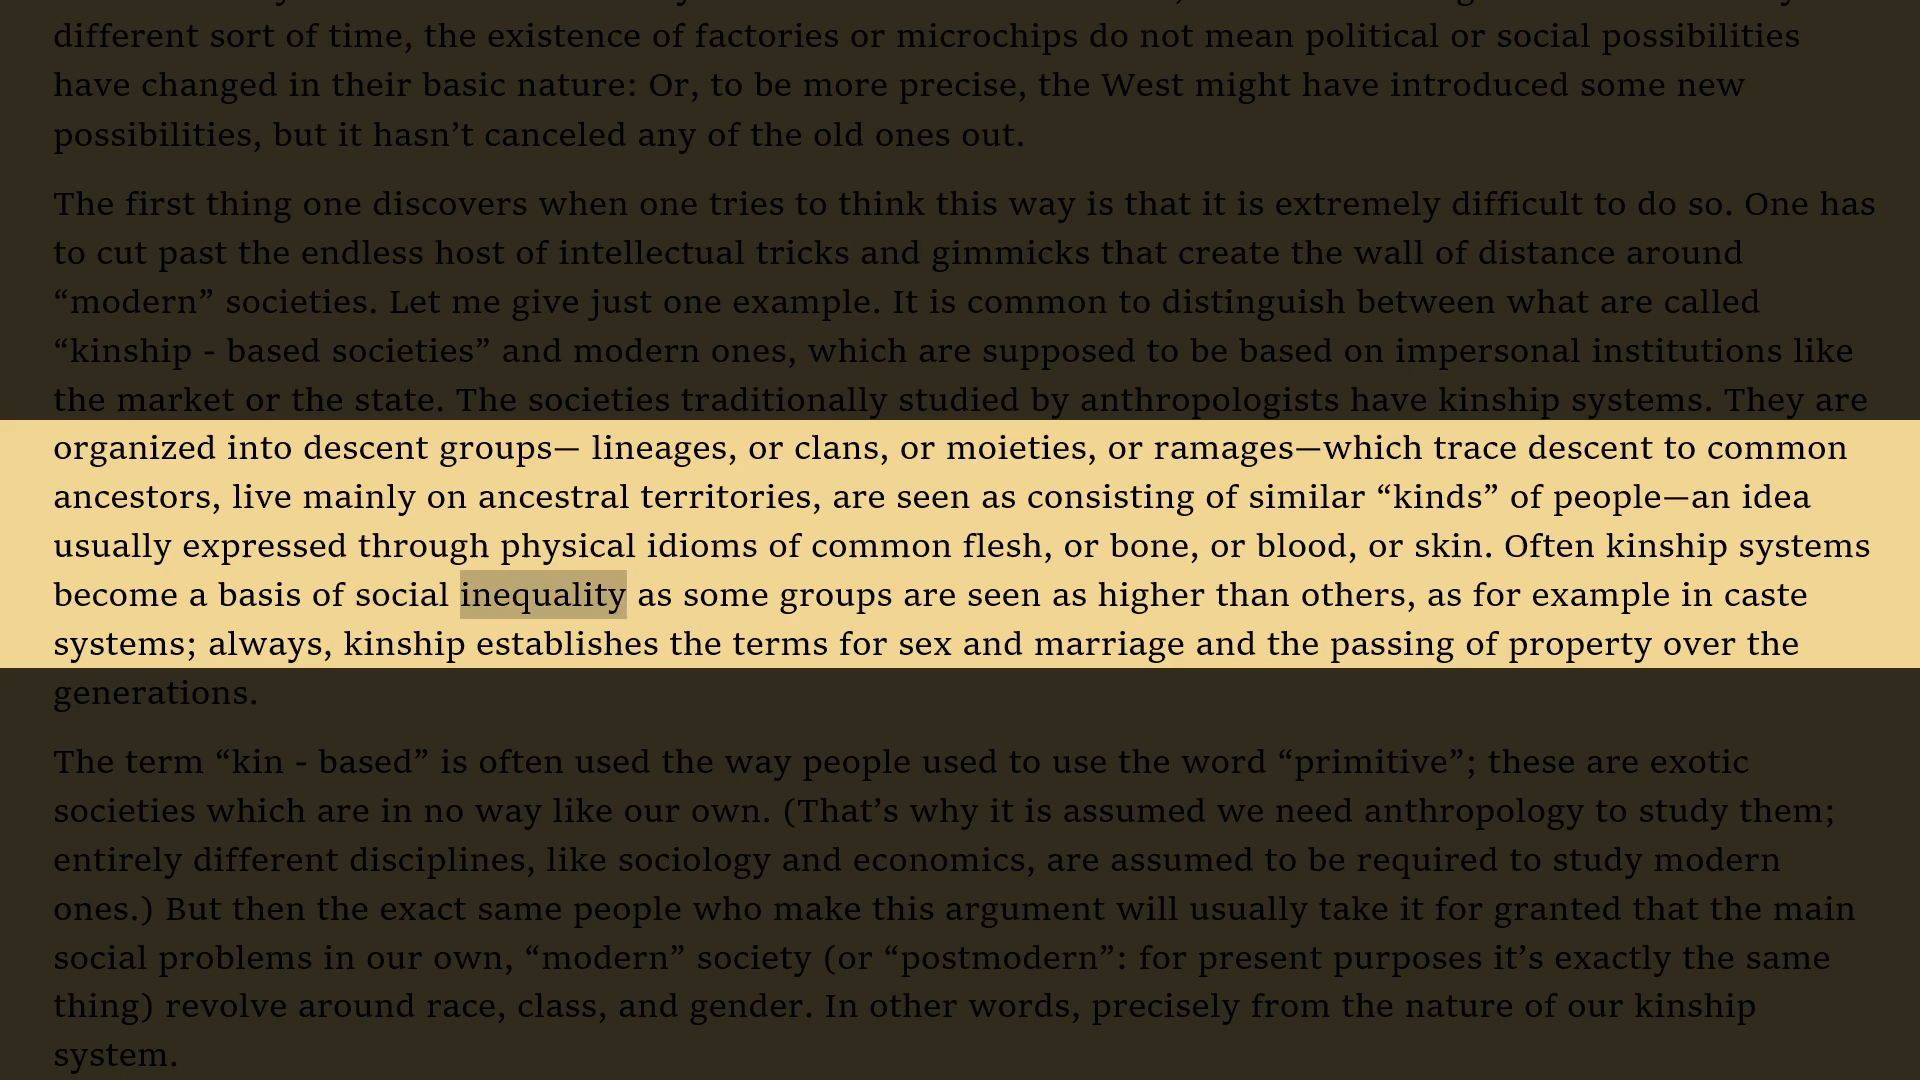 different sort of time, the existence of factories or microchips do not mean political or social possibilities
have changed in their basic nature: Or, to be more precise, the West might have introduced some new
possibilities, but it hasn’t canceled any of the old ones out.
The first thing one discovers when one tries to think this way is that it is extremely difficult to do so. One has
to cut past the endless host of intellectual tricks and gimmicks that create the wall of distance around
“modern” societies. Let me give just one example. It is common to distinguish between what are called
“kinship - based societies” and modern ones, which are supposed to be based on impersonal institutions like
the market or the state. The societies traditionally studied by anthropologists have kinship systems. They are
organized into descent groups— lineages, or clans, or moieties, or ramages—which trace descent to common
ancestors, live mainly on ancestral territories, are seen as consisting of similar “kinds” of people—an idea
usually expressed through physical idioms of common flesh, or bone, or blood, or skin. Often kinship systems
become a basis of social inequality as some groups are seen as higher than others, as for example in caste
systems; always, kinship establishes the terms for sex and marriage and the passing of property over the
generations.
The term “kin - based” is often used the way people used to use the word “primitive”; these are exotic
societies which are in no way like our own. (That’s why it is assumed we need anthropology to study them;
entirely different disciplines, like sociology and economics, are assumed to be required to study modern
ones.) But then the exact same people who make this argument will usually take it for granted that the main
social problems in our own, “modern” society (or “postmodern”: for present purposes it’s exactly the same
thing) revolve around race, class, and gender. In other words, precisely from the nature of our kinship
system.